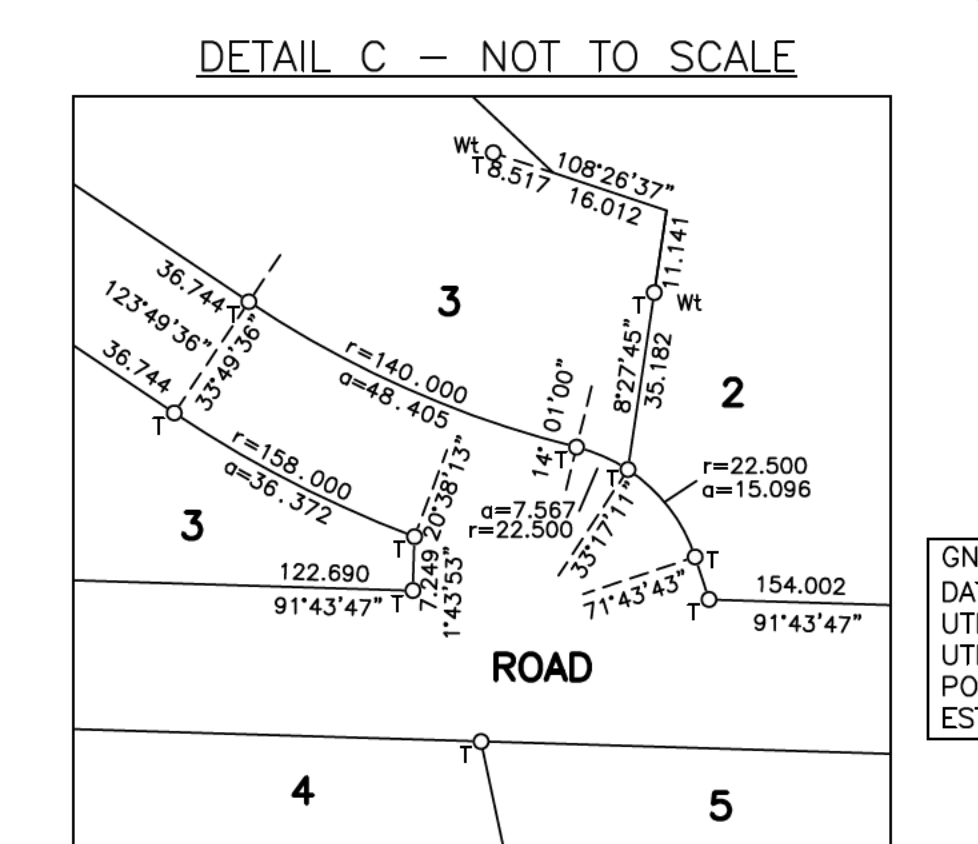 DETAIL C – NOT TO SCALE
Wt
T
8.517
108°26'37"
16.012
11.141
T
Wt
36.744
T
123°49'36"
33°49'36"
36.744
T
3
r=140.000
a=48.405
14° 01'00"
T
8°27'45"
35.182
2
r=158.000
a=36.372
20°38'13"
T
a=7.567
r=22.500
T
33°17'11"
r=22.500
a=15.096
3
122.690
91°43'47"
T
7.249
1°43'53"
T
71°43'43"
T
154.002
91°43'47"
ROAD
T
4
5
GN
DA
UT
UT
PO
EST